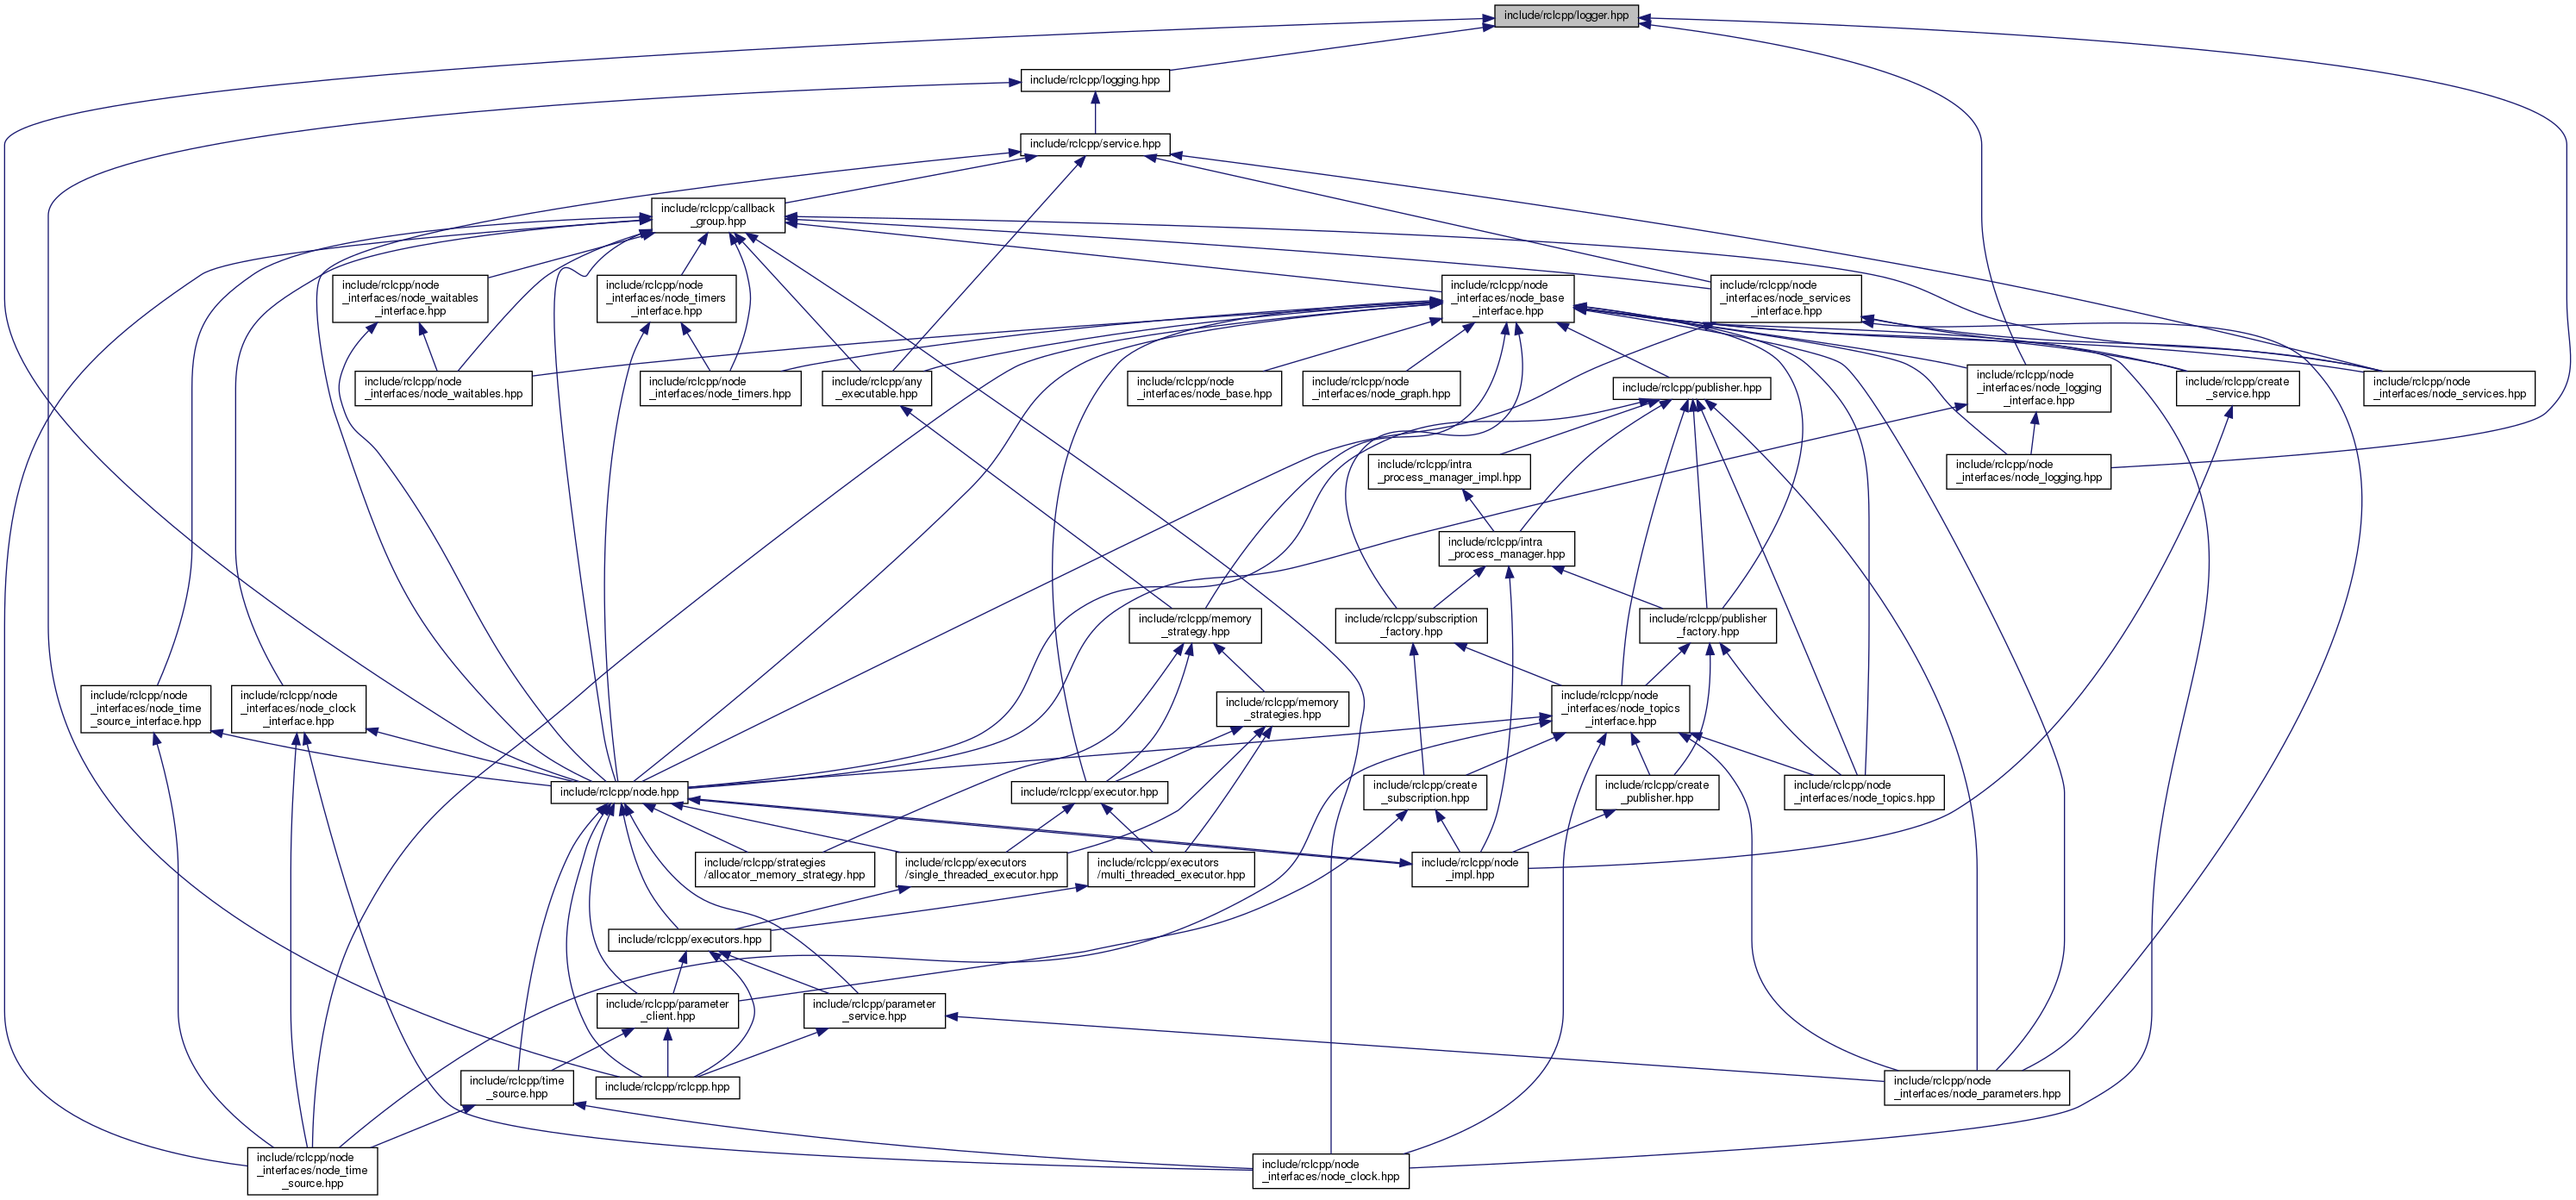 include/rclcpp/logger.hpp
include/rclcpp/logging.hpp
include/rclcpp/service.hpp
include/rclcpp/callback
_group.hpp
include/rclcpp/node
_interfaces/node_waitables
_interface.hpp
include/rclcpp/node
_interfaces/node_timers
_interface.hpp
include/rclcpp/node
_interfaces/node_base
_interface.hpp
include/rclcpp/node
_interfaces/node_services
_interface.hpp
include/rclcpp/node
_interfaces/node_waitables.hpp
include/rclcpp/node
_interfaces/node_timers.hpp
include/rclcpp/any
_executable.hpp
include/rclcpp/node
_interfaces/node_base.hpp
include/rclcpp/node
_interfaces/node_graph.hpp
include/rclcpp/publisher.hpp
include/rclcpp/node
_interfaces/node_logging
_interface.hpp
include/rclcpp/create
_service.hpp
include/rclcpp/node
_interfaces/node_services.hpp
include/rclcpp/intra
_process_manager_impl.hpp
include/rclcpp/node
_interfaces/node_logging.hpp
include/rclcpp/intra
_process_manager.hpp
include/rclcpp/memory
_strategy.hpp
include/rclcpp/subscription
_factory.hpp
include/rclcpp/publisher
_factory.hpp
include/rclcpp/node
_interfaces/node_time
_source_interface.hpp
include/rclcpp/node
_interfaces/node_clock
_interface.hpp
include/rclcpp/memory
_strategies.hpp
include/rclcpp/node
_interfaces/node_topics
_interface.hpp
include/rclcpp/node.hpp
include/rclcpp/executor.hpp
include/rclcpp/create
_subscription.hpp
include/rclcpp/create
_publisher.hpp
include/rclcpp/node
_interfaces/node_topics.hpp
include/rclcpp/strategies
/allocator_memory_strategy.hpp
include/rclcpp/executors
/single_threaded_executor.hpp
include/rclcpp/executors
/multi_threaded_executor.hpp
include/rclcpp/node
_impl.hpp
include/rclcpp/executors.hpp
include/rclcpp/parameter
_client.hpp
include/rclcpp/parameter
_service.hpp
include/rclcpp/time
_source.hpp
include/rclcpp/rclcpp.hpp
include/rclcpp/node
_interfaces/node_parameters.hpp
include/rclcpp/node
_interfaces/node_time
_source.hpp
include/rclcpp/node
_interfaces/node_clock.hpp